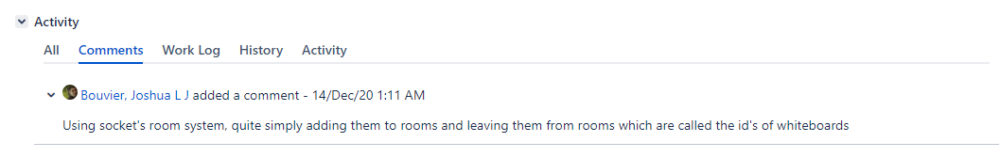 Activity
All Comments Work Log History Activity
Bouvier, Joshua L J added a comment - 14/Dec/20 1:11 AM
Using socket's room system, quite simply adding them to rooms and leaving them from rooms which are called the id's of whiteboards